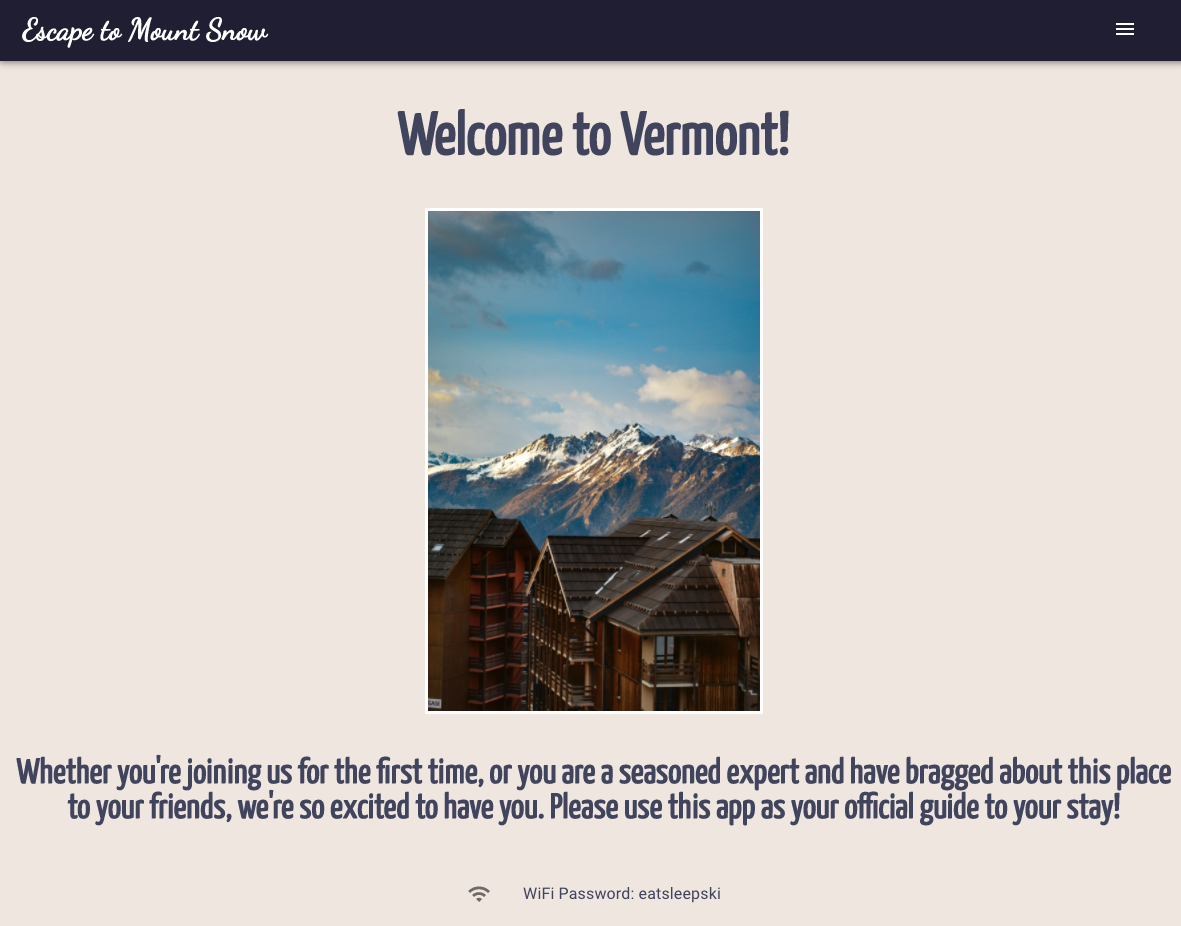 Escape to Mount Snow
Welcome to Vermont!
Whether you're joining us for the first time, or you are a seasoned expert and have bragged about this place
to your friends, we're so excited to have you. Please use this app as your official guide to your stay!
WiFi Password: eatsleepski